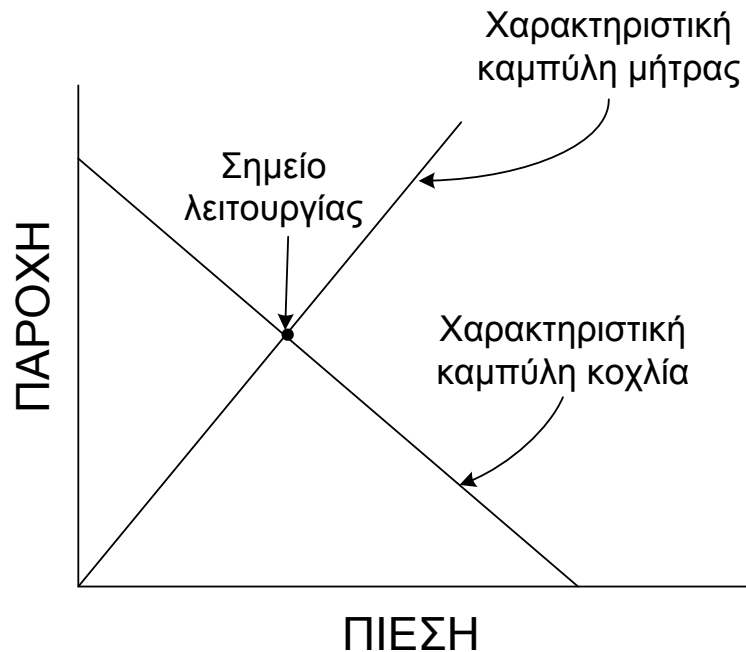 Χαρακτηριστική
καμπύλη μήτρας
Σημείο
λειτουργίας
ΠΑΡΟΧΗ
Χαρακτηριστική
καμπύλη κοχλία
ΠΙΕΣΗ